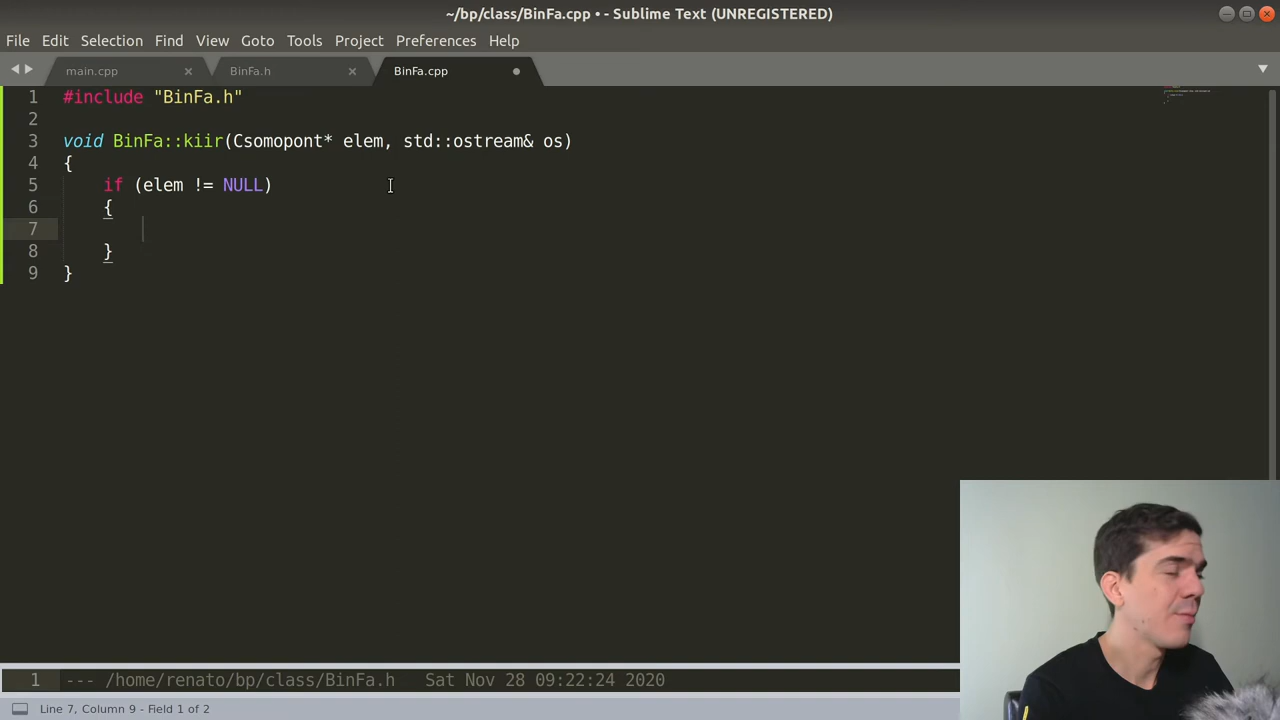 ~/bp/class/BinFa.cpp • - Sublime Text (UNREGISTERED)
File Edit Selection Find View Goto Tools Project Preferences Help
main.cpp BinFa.h BinFa.cpp
1 #include "BinFa.h"
2
3 void BinFa::kiir(Csomopont* elem, std::ostream& os)
4 {
5 if (elem != NULL)
6 {
7
8 }
9 }
1 --- /home/renato/bp/class/BinFa.h Sat Nov 28 09:22:24 2020
Line 7, Column 9 - Field 1 of 2